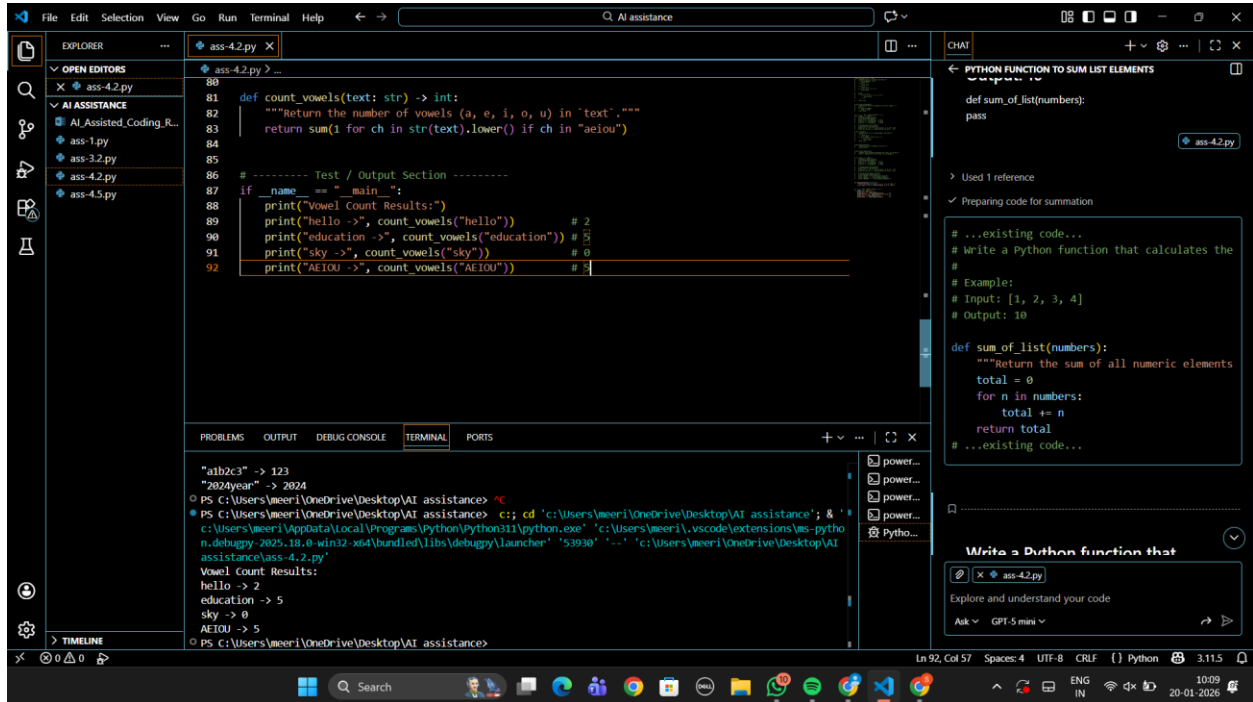 File Edit Selection View Go Run Terminal Help
AI assistance
EXPLORER
OPEN EDITORS
ass-4.2.py
AI ASSISTANCE
AI_Assisted_Coding_R...
ass-1.py
ass-3.2.py
ass-4.2.py
ass-4.5.py
TIMELINE
ass-4.2.py
ass-4.2.py > ...
80
81 def count_vowels(text: str) -> int:
82 """Return the number of vowels (a, e, i, o, u) in `text`."""
83 return sum(1 for ch in str(text).lower() if ch in "aeiou")
84
85
86 # --------- Test / Output Section ---------
87 if __name__ == "__main__":
88 print("Vowel Count Results:")
89 print("hello ->", count_vowels("hello")) # 2
90 print("education ->", count_vowels("education")) # 5
91 print("sky ->", count_vowels("sky")) # 0
92 print("AEIOU ->", count_vowels("AEIOU")) # 5
PROBLEMS OUTPUT DEBUG CONSOLE TERMINAL PORTS
"a1b2c3" -> 123
"2024year" -> 2024
PS C:\Users\meeri\OneDrive\Desktop\AI assistance> ^C
PS C:\Users\meeri\OneDrive\Desktop\AI assistance> c:; cd 'c:\Users\meeri\OneDrive\Desktop\AI assistance'; & '
c:\Users\meeri\AppData\Local\Programs\Python\Python311\python.exe' 'c:\Users\meeri\.vscode\extensions\ms-pytho
n.debugpy-2025.18.0-win32-x64\bundled\libs\debugpy\launcher' '53930' '--' 'c:\Users\meeri\OneDrive\Desktop\AI
assistance\ass-4.2.py'
Vowel Count Results:
hello -> 2
education -> 5
sky -> 0
AEIOU -> 5
PS C:\Users\meeri\OneDrive\Desktop\AI assistance>
power...
power...
power...
power...
Pytho...
CHAT
PYTHON FUNCTION TO SUM LIST ELEMENTS
def sum_of_list(numbers):
pass
ass-4.2.py
Used 1 reference
Preparing code for summation
# ...existing code...
# Write a Python function that calculates the
#
# Example:
# Input: [1, 2, 3, 4]
# Output: 10
def sum_of_list(numbers):
"""Return the sum of all numeric elements
total = 0
for n in numbers:
total += n
return total
# ...existing code...
Write a Python function that
ass-4.2.py
Explore and understand your code
Ask GPT-5 mini
0 0
Ln 92, Col 57 Spaces: 4 UTF-8 CRLF {} Python 3.11.5
Search
DELL
10
ENG
IN
10:09
20-01-2026